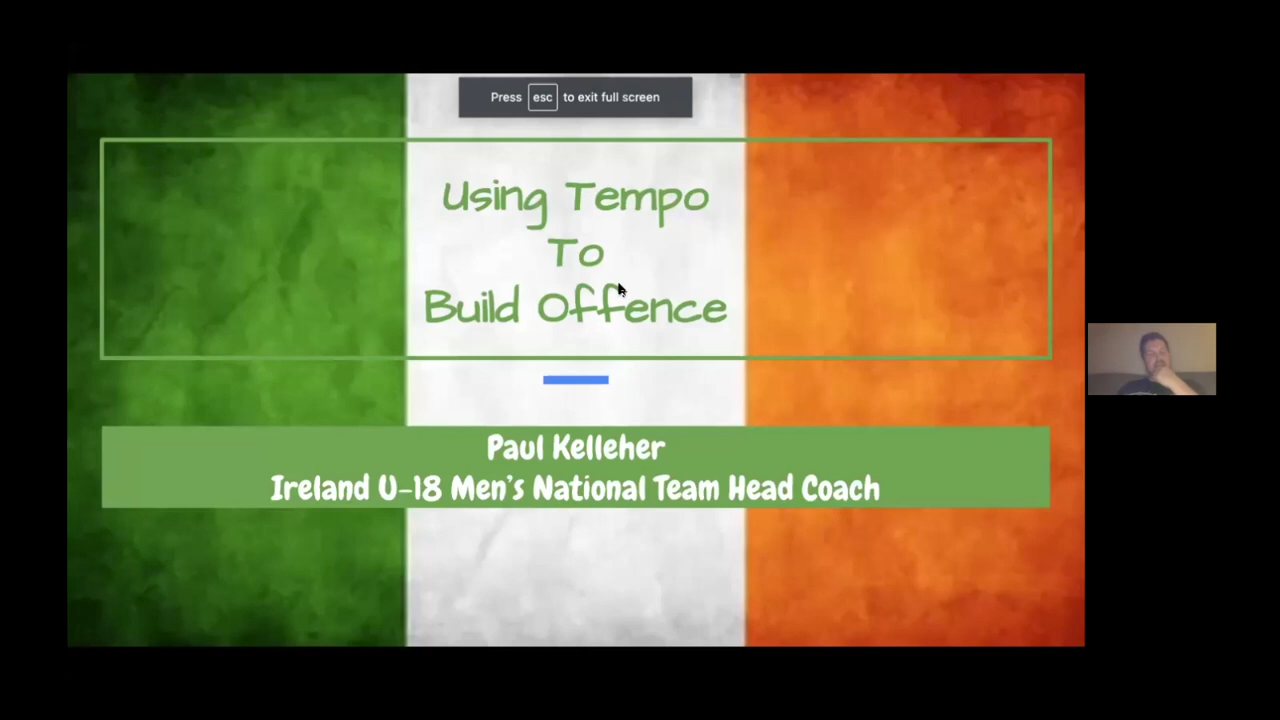 Press esc to exit full screen
Using Tempo
To
Build Offence
Paul Kelleher
Ireland U-18 Men's National Team Head Coach